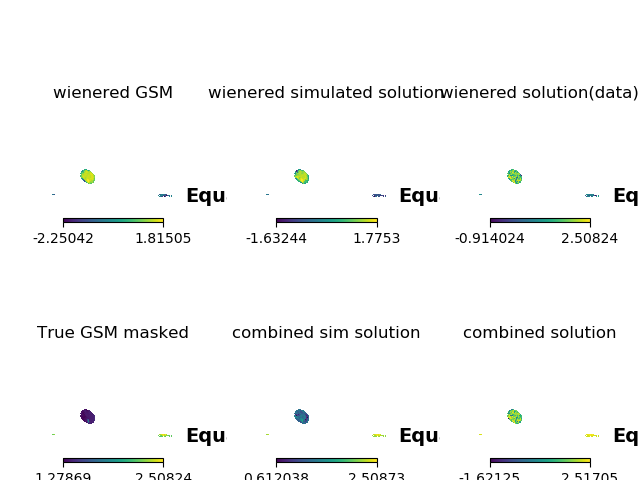 wienered GSM wienered simulated solution wienered solution(data)
Equ Equ Eq
-2.25042 1.81505 -1.63244 1.7753 -0.914024 2.50824
True GSM masked combined sim solution combined solution
Equ Equ Eq
1.27869 2.50824 0.612038 2.50873 -1.62125 2.51705